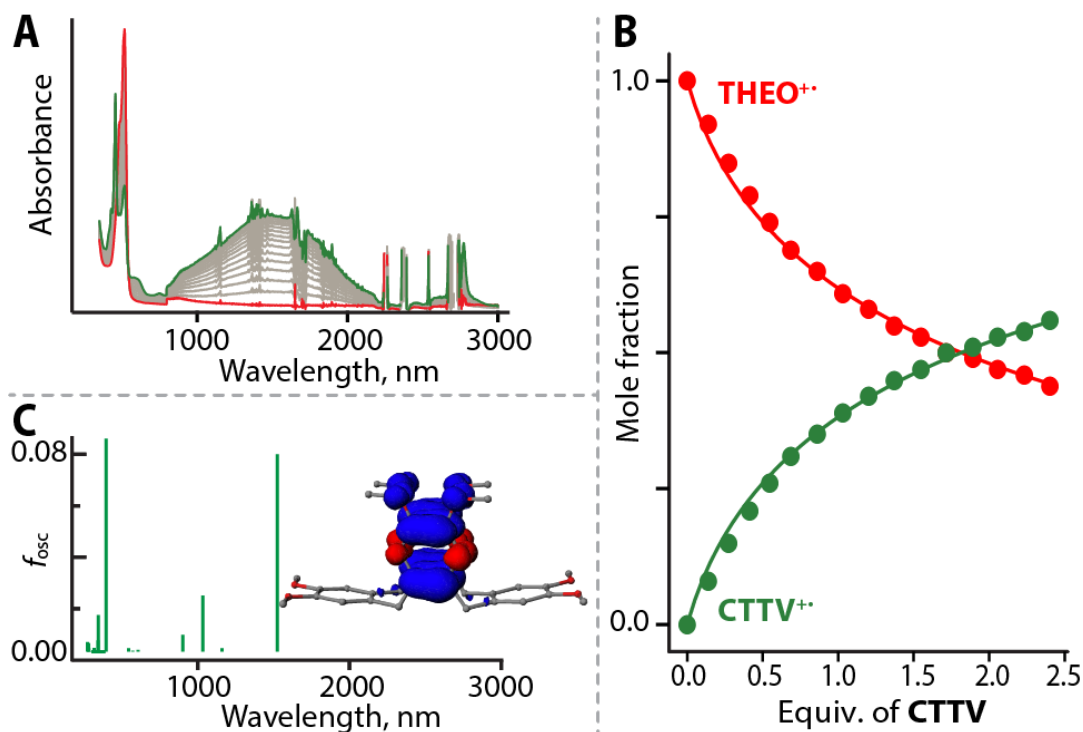 A
Absorbance
1000
2000
3000
Wavelength, nm
B
1.0
THEO⁺•
Mole fraction
CTTV⁺•
0.0
0.0
0.5
1.0
1.5
2.0
2.5
Equiv. of CTTV
C
0.08
fosc
0.00
1000
2000
3000
Wavelength, nm